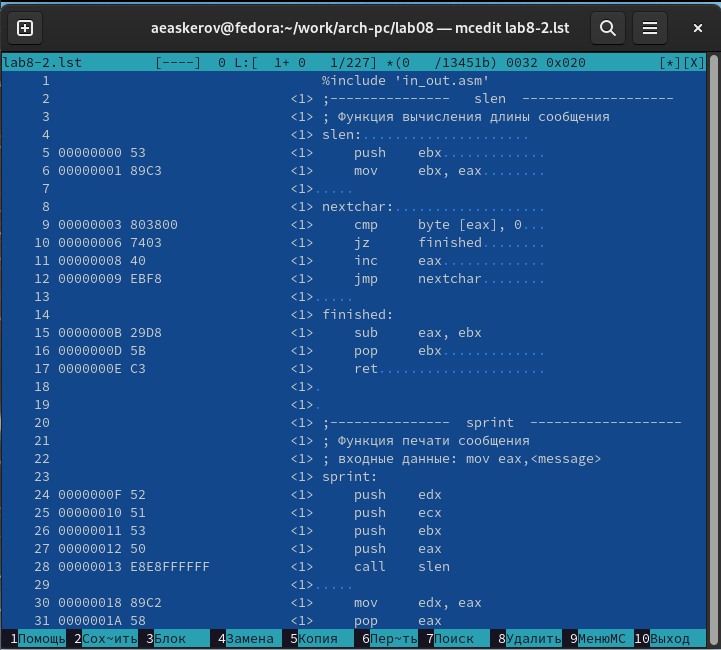 aeaskerov@fedora:~/work/arch-pc/lab08 — mcedit lab8-2.lst
lab8-2.lst [----] 0 L:[ 1+ 0 1/227] *(0 /13451b) 0032 0x020 [*][X]
1 %include 'in_out.asm'
2 <1> ;--------------- slen -------------------
3 <1> ; Функция вычисления длины сообщения
4 <1> slen:.....................
5 00000000 53 <1> push ebx.............
6 00000001 89C3 <1> mov ebx, eax........
7 <1>.....
8 <1> nextchar:...................
9 00000003 803800 <1> cmp byte [eax], 0...
10 00000006 7403 <1> jz finished........
11 00000008 40 <1> inc eax.............
12 00000009 EBF8 <1> jmp nextchar........
13 <1>.....
14 <1> finished:
15 0000000B 29D8 <1> sub eax, ebx
16 0000000D 5B <1> pop ebx.............
17 0000000E C3 <1> ret.....................
18 <1>.
19 <1>.
20 <1> ;--------------- sprint -------------------
21 <1> ; Функция печати сообщения
22 <1> ; входные данные: mov eax,<message>
23 <1> sprint:
24 0000000F 52 <1> push edx
25 00000010 51 <1> push ecx
26 00000011 53 <1> push ebx
27 00000012 50 <1> push eax
28 00000013 E8E8FFFFFF <1> call slen
29 <1>.....
30 00000018 89C2 <1> mov edx, eax
31 0000001A 58 <1> pop eax
1Помощь 2Сох~ить 3Блок 4Замена 5Копия 6Пер~ть 7Поиск 8Удалить 9МенюMC 10Выход